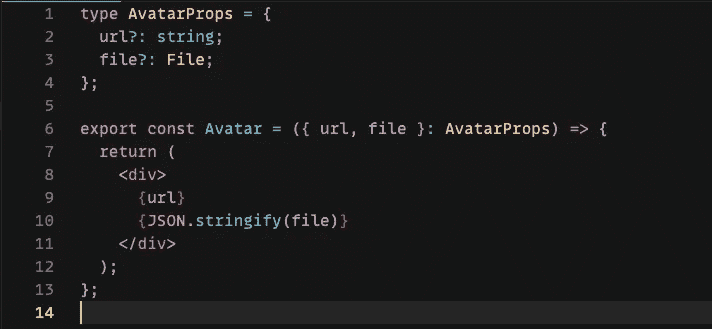 1 type AvatarProps = {
2   url?: string;
3   file?: File;
4 };
5
6 export const Avatar = ({ url, file }: AvatarProps) => {
7   return (
8     <div>
9       {url}
10       {JSON.stringify(file)}
11     </div>
12   );
13 };
14